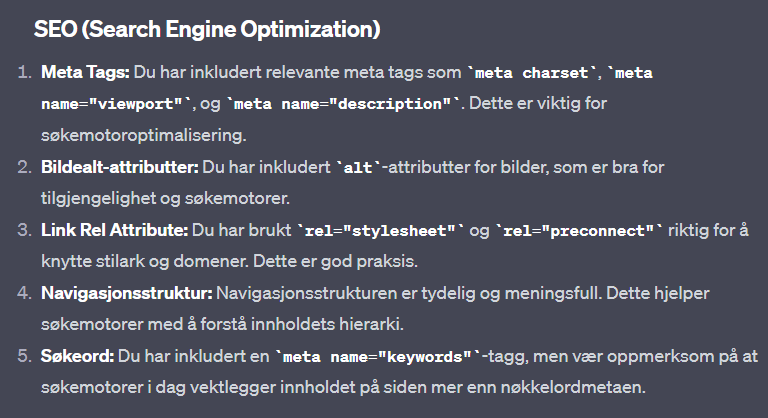 SEO (Search Engine Optimization)
1. Meta Tags: Du har inkludert relevante meta tags som `meta charset`, `meta
name="viewport"`, og `meta name="description"`. Dette er viktig for
søkemotoroptimalisering.
2. Bildealt-attributter: Du har inkludert `alt`-attributter for bilder, som er bra for
tilgjengelighet og søkemotorer.
3. Link Rel Attribute: Du har brukt `rel="stylesheet"` og `rel="preconnect"` riktig for å
knytte stilark og domener. Dette er god praksis.
4. Navigasjonsstruktur: Navigasjonsstrukturen er tydelig og meningsfull. Dette hjelper
søkemotorer med å forstå innholdets hierarki.
5. Søkeord: Du har inkludert en `meta name="keywords"`-tagg, men vær oppmerksom på at
søkemotorer i dag vektlegger innholdet på siden mer enn nøkkelordmetaen.